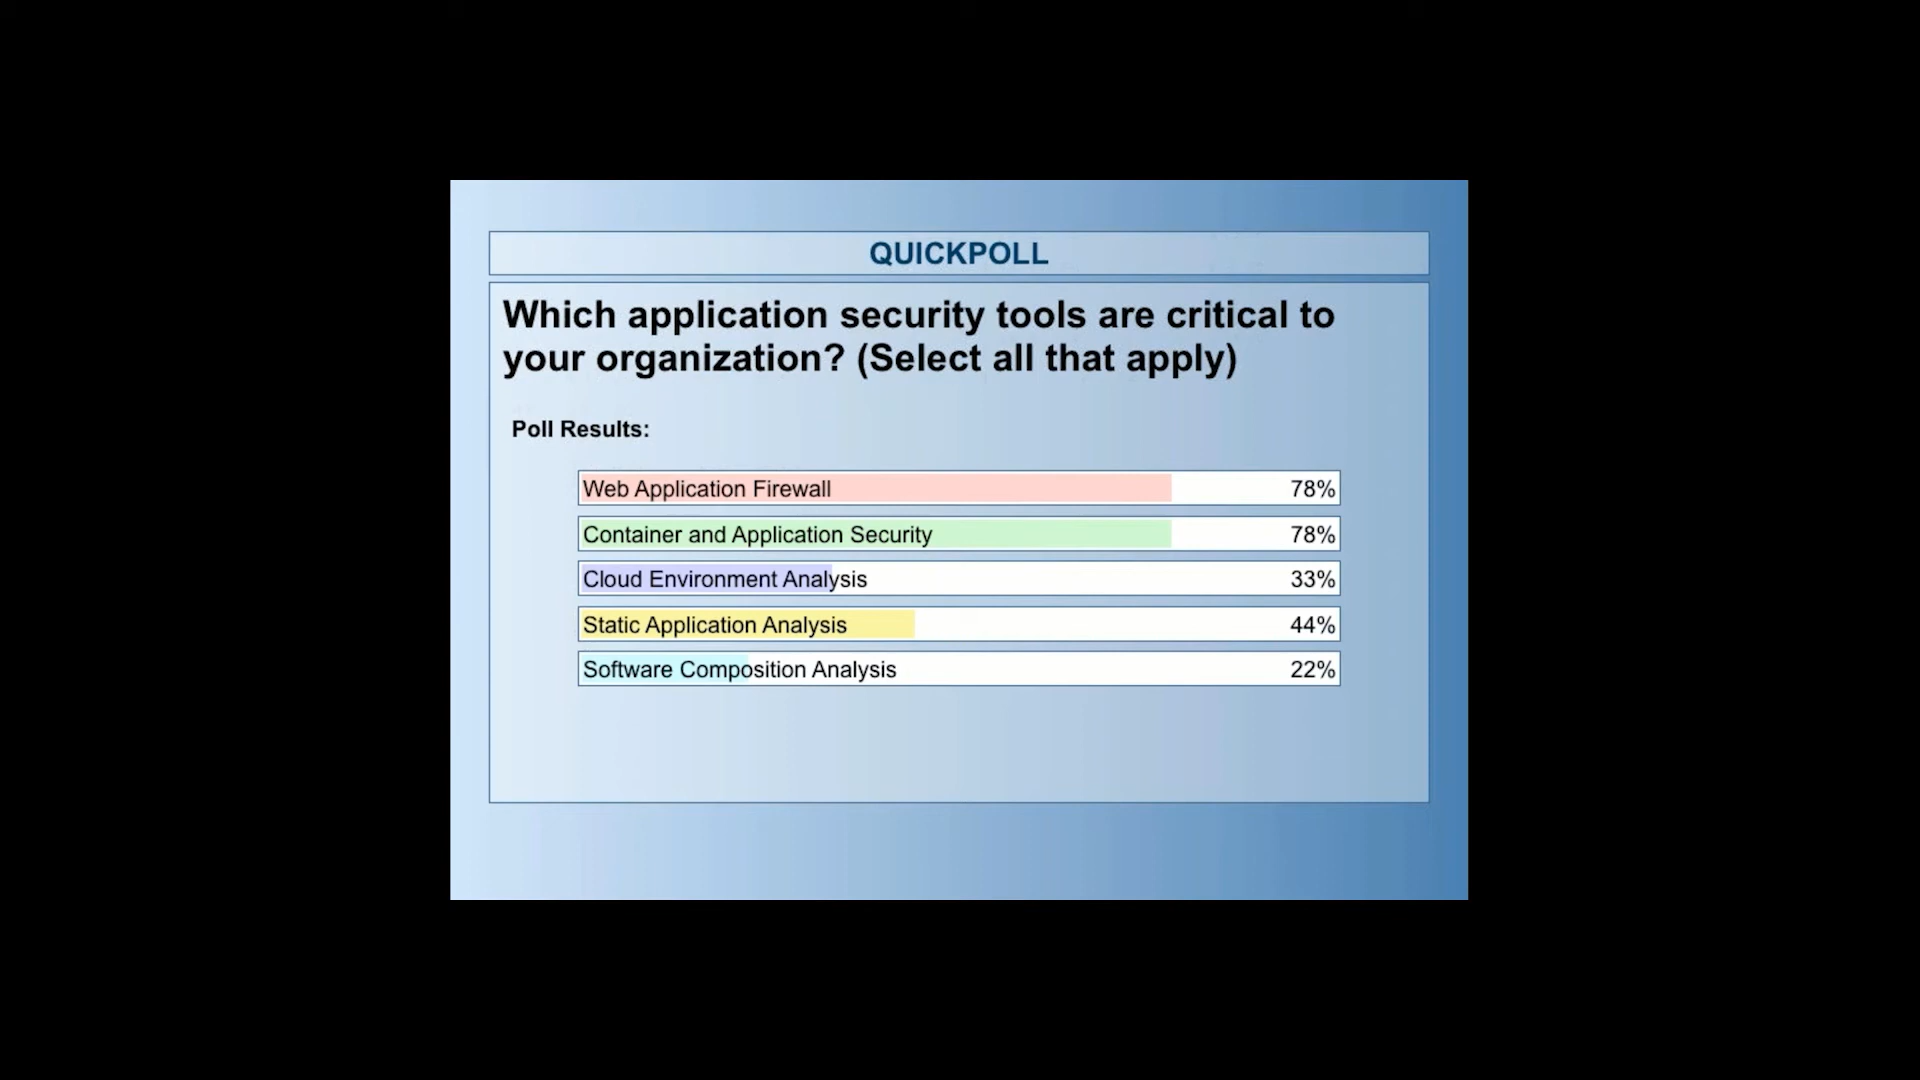 QUICKPOLL
Which application security tools are critical to
your organization? (Select all that apply)
Poll Results:
Web Application Firewall 78%
Container and Application Security 78%
Cloud Environment Analysis 33%
Static Application Analysis 44%
Software Composition Analysis 22%